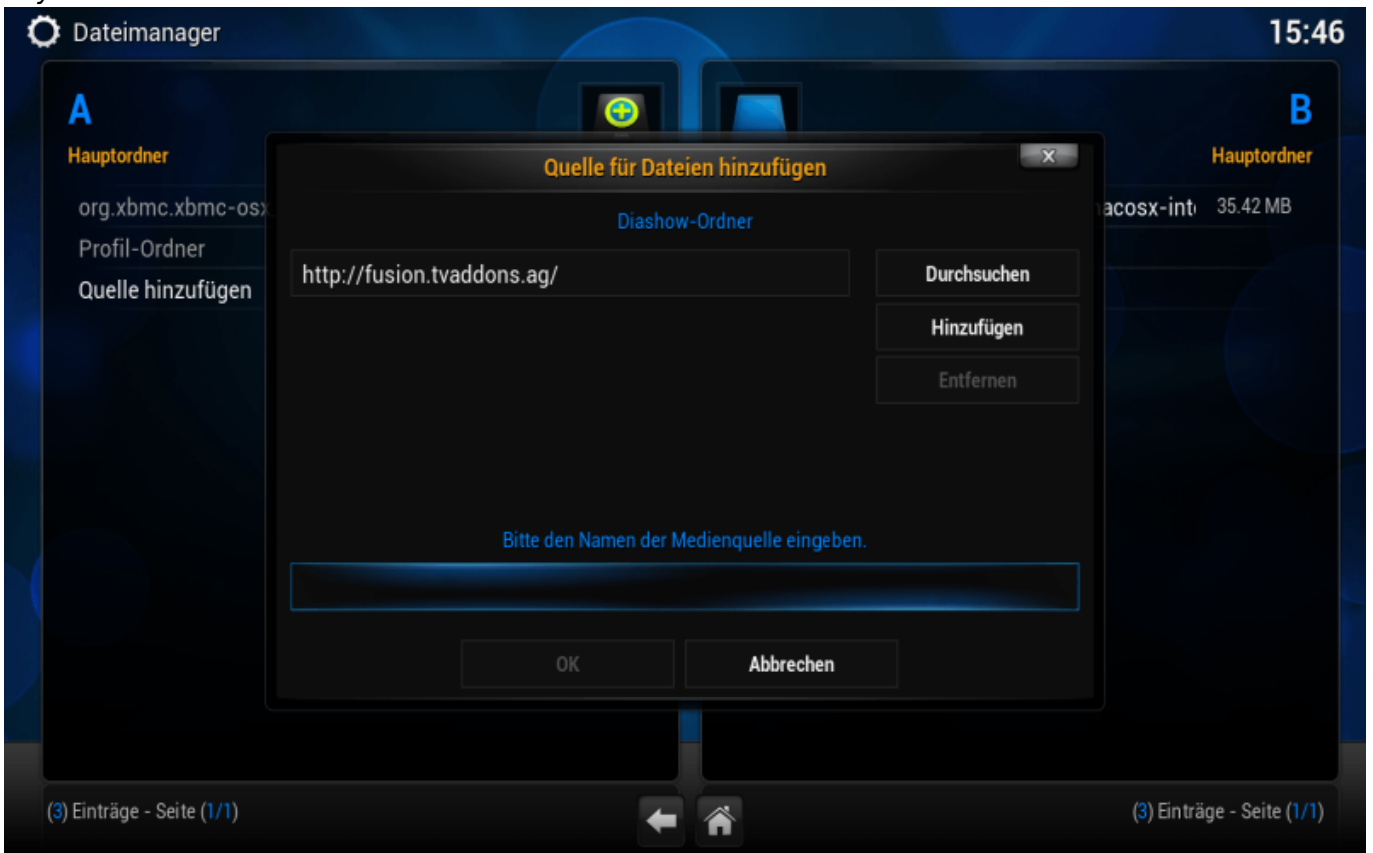 Dateimanager
15:46
A
B
Hauptordner
Hauptordner
Quelle für Dateien hinzufügen
x
org.xbmc.xbmc-osx
Diashow-Ordner
acosx-int
35.42 MB
Profil-Ordner
http://fusion.tvaddons.ag/
Durchsuchen
Quelle hinzufügen
Hinzufügen
Entfernen
Bitte den Namen der Medienquelle eingeben.
OK
Abbrechen
(3) Einträge - Seite (1/1)
(3) Einträge - Seite (1/1)